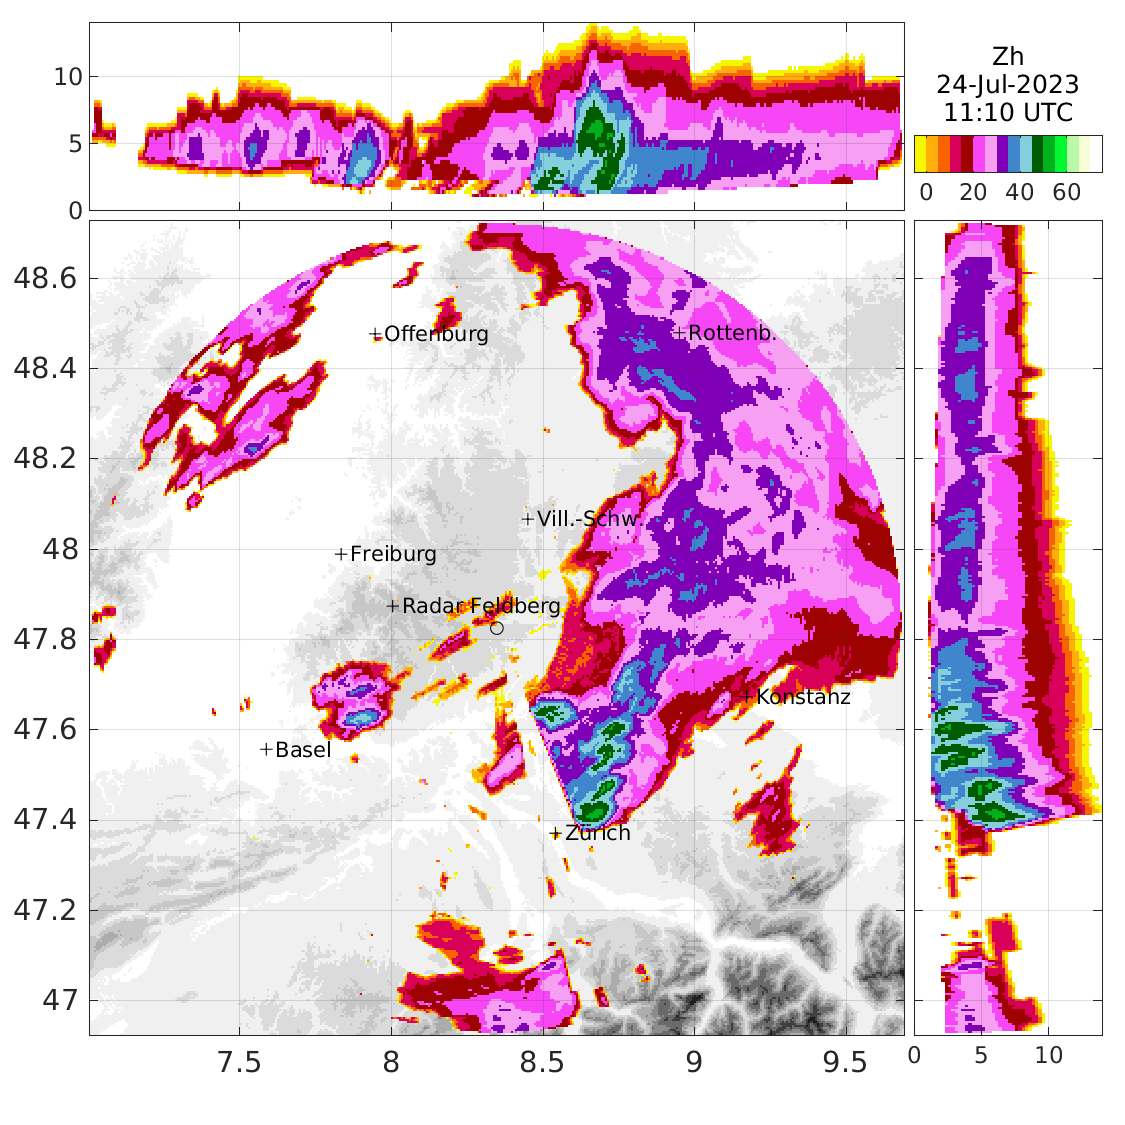 10
5
0
Zh
24-Jul-2023
11:10 UTC
0 20 40 60
48.6
48.4
48.2
48
47.8
47.6
47.4
47.2
47
Offenburg
Rottenb.
Vill.-Schw.
Freiburg
Radar Feldberg
Konstanz
Basel
Zürich
7.5 8 8.5 9 9.5
0 5 10